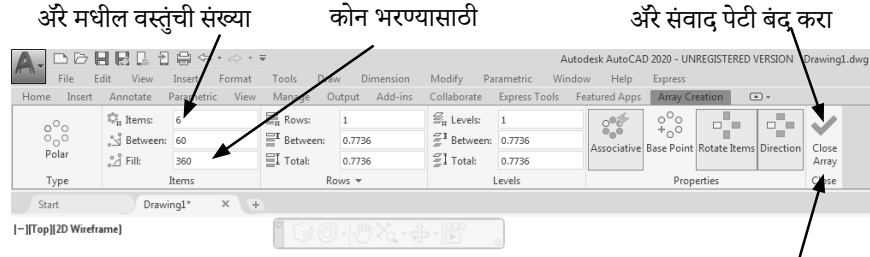 ॲरे मधील वस्तुंची संख्या कोन भरण्यासाठी ॲरे संवाद पेटी बंद करा
Autodesk AutoCAD 2020 - UNREGISTERED VERSION Drawing1.dwg
File Edit View Insert Format Tools Draw Dimension Modify Parametric Window Help Express
Home Insert Annotate Parametric View Manage Output Add-ins Collaborate Express Tools Featured Apps Array Creation
Items: 6 Rows: 1 Levels: 1
Between: 60 Between: 0.7736 Between: 0.7736
Fill: 360 Total: 0.7736 Total: 0.7736
Polar Associative Base Point Rotate Items Direction Close Array
Type Items Rows Levels Properties Close
Start Drawing1*
[−][Top][2D Wireframe]